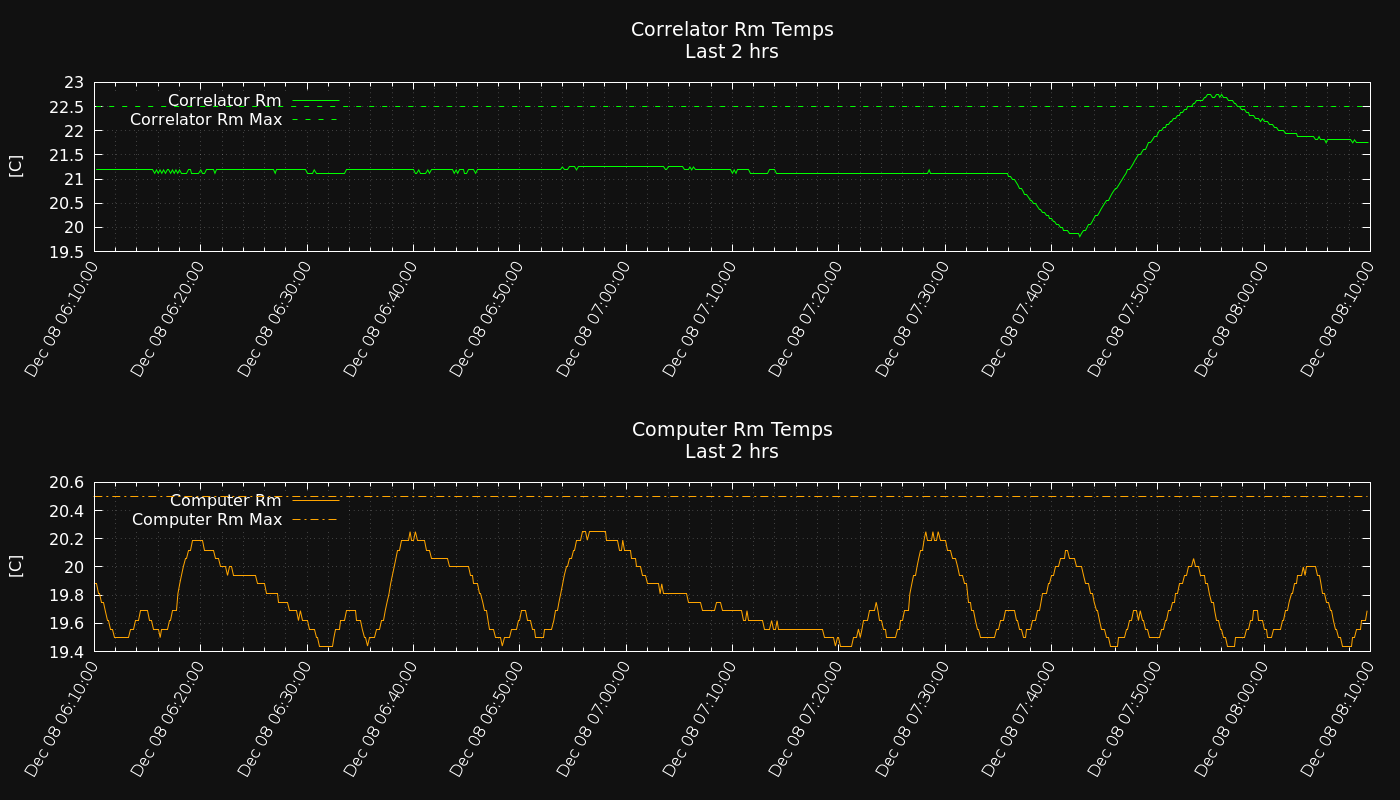 Correlator Rm Temps
Last 2 hrs
23
22.5
22
21.5
21
20.5
20
19.5
[C]
Correlator Rm
Correlator Rm Max
Dec 08 06:10:00
Dec 08 06:20:00
Dec 08 06:30:00
Dec 08 06:40:00
Dec 08 06:50:00
Dec 08 07:00:00
Dec 08 07:10:00
Dec 08 07:20:00
Dec 08 07:30:00
Dec 08 07:40:00
Dec 08 07:50:00
Dec 08 08:00:00
Dec 08 08:10:00
Computer Rm Temps
Last 2 hrs
20.6
20.4
20.2
20
19.8
19.6
19.4
[C]
Computer Rm
Computer Rm Max
Dec 08 06:10:00
Dec 08 06:20:00
Dec 08 06:30:00
Dec 08 06:40:00
Dec 08 06:50:00
Dec 08 07:00:00
Dec 08 07:10:00
Dec 08 07:20:00
Dec 08 07:30:00
Dec 08 07:40:00
Dec 08 07:50:00
Dec 08 08:00:00
Dec 08 08:10:00